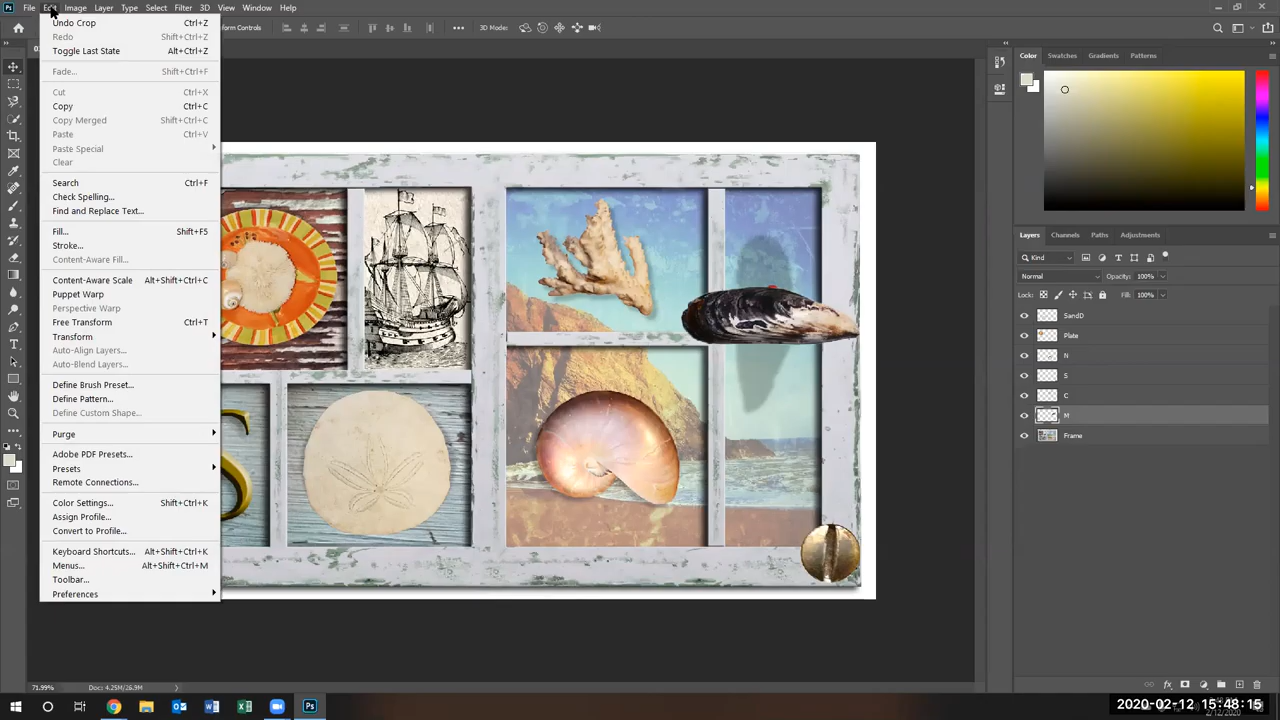 Ps File Edit Image Layer Type Select Filter 3D View Window Help
form Controls
3D Mode:
Undo Crop Ctrl+Z
Redo Shift+Ctrl+Z
Toggle Last State Alt+Ctrl+Z
Fade... Shift+Ctrl+F
Cut Ctrl+X
Copy Ctrl+C
Copy Merged Shift+Ctrl+C
Paste Ctrl+V
Paste Special
Clear
Search Ctrl+F
Check Spelling...
Find and Replace Text...
Fill... Shift+F5
Stroke...
Content-Aware Fill...
Content-Aware Scale Alt+Shift+Ctrl+C
Puppet Warp
Perspective Warp
Free Transform Ctrl+T
Transform
Auto-Align Layers...
Auto-Blend Layers...
Define Brush Preset...
Define Pattern...
Define Custom Shape...
Purge
Adobe PDF Presets...
Presets
Remote Connections...
Color Settings... Shift+Ctrl+K
Assign Profile...
Convert to Profile...
Keyboard Shortcuts... Alt+Shift+Ctrl+K
Menus... Alt+Shift+Ctrl+M
Toolbar...
Preferences
Color Swatches Gradients Patterns
Layers Channels Paths Adjustments
Kind
Normal Opacity: 100%
Lock: Fill: 100%
SandD
Plate
N
S
C
M
Frame
71.99% Doc: 4.25M/26.9M
Ps
2020-02-12 15:48:15